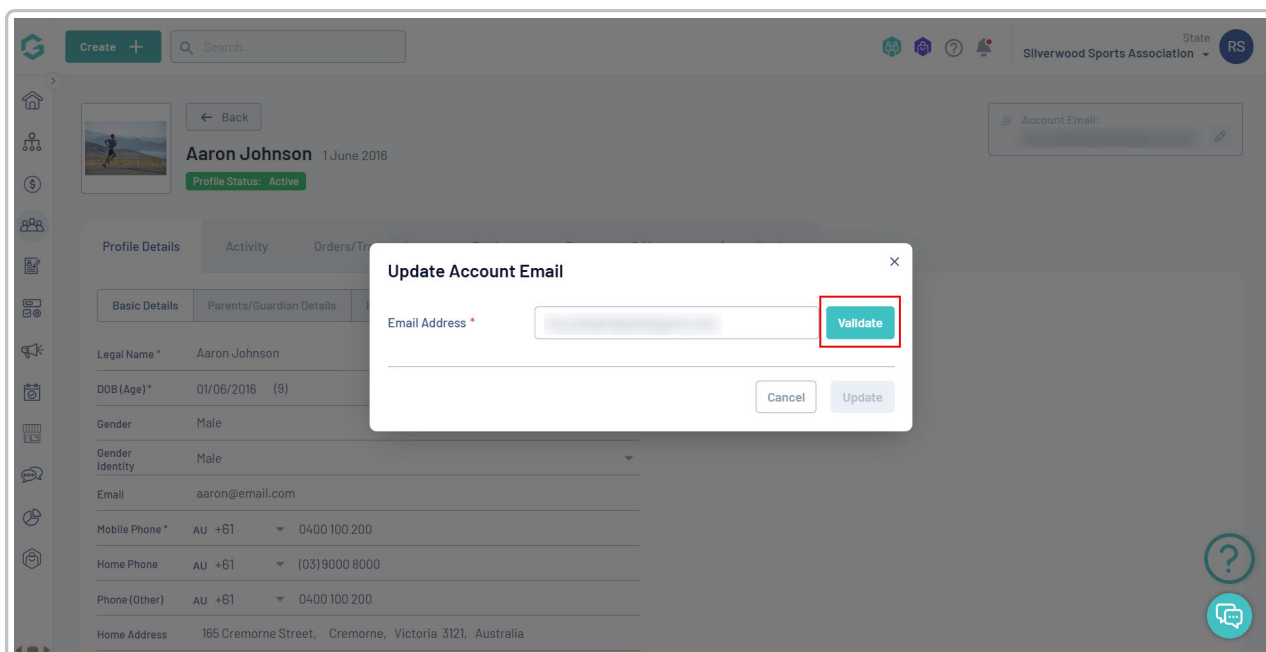 Create +
Search...
State
Silverwood Sports Association
RS
← Back
Account Email:
Aaron Johnson 1 June 2016
Profile Status: Active
Profile Details Activity
Update Account Email
Email Address *
Validate
Cancel Update
Basic Details Parents/Guardian Details
Legal Name * Aaron Johnson
DOB (Age) * 01/06/2016 (9)
Gender Male
Gender Identity Male
Email aaron@email.com
Mobile Phone * AU +61 0400 100 200
Home Phone AU +61 (03) 9000 8000
Phone (Other) AU +61 0400 100 200
Home Address 165 Cremorne Street, Cremorne, Victoria 3121, Australia